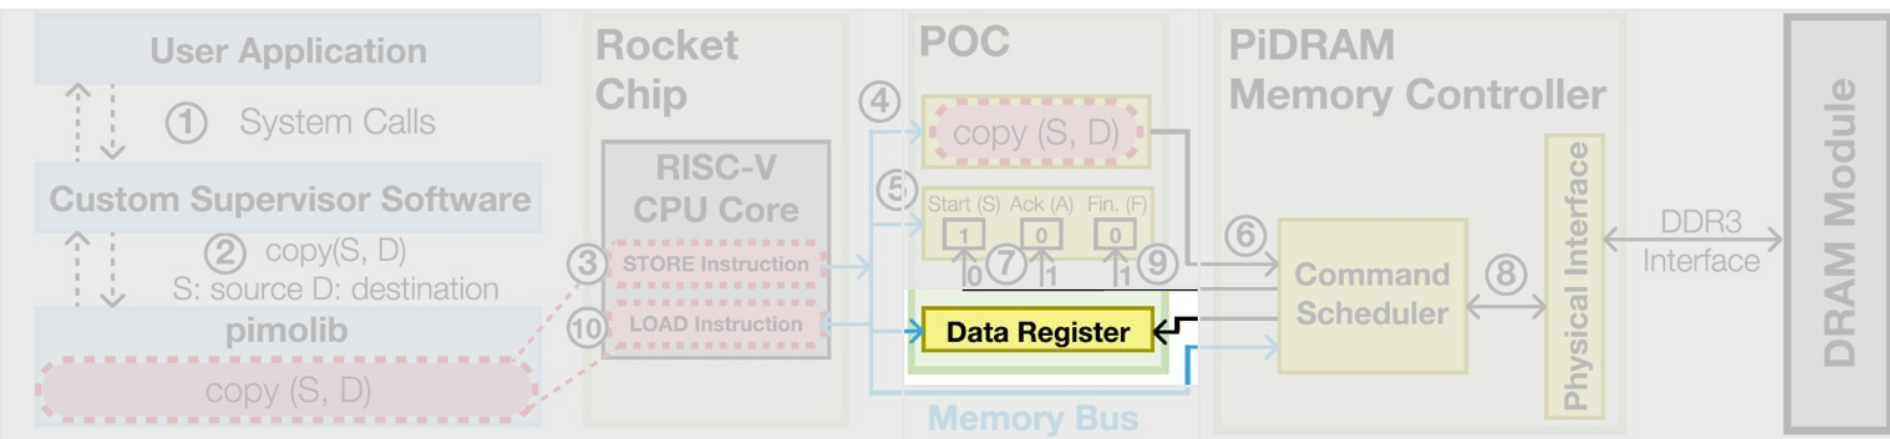 User Application
1 System Calls
Custom Supervisor Software
2 copy(S, D)
S: source D: destination
pimolib
copy (S, D)
Rocket
Chip
RISC-V
CPU Core
3 STORE Instruction
10 LOAD Instruction
POC
4 copy (S, D)
5 Start (S) Ack (A) Fin. (F)
1 0 0
0 7 1 1 9
Data Register
Memory Bus
PiDRAM
Memory Controller
6
Command
Scheduler
8
Physical Interface
DDR3
Interface
DRAM Module